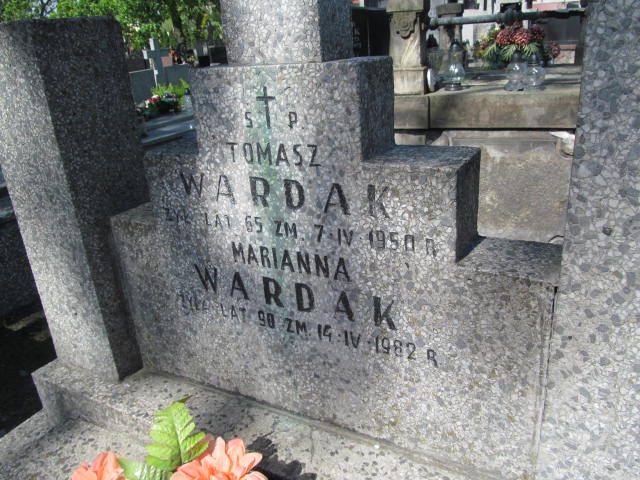 S P
TOMASZ
WARDAK
ŻYŁ LAT 65 ZM. 7·IV 1950 R
MARIANNA
WARDAK
ŻYŁA LAT 90 ZM 14·IV·1982 R